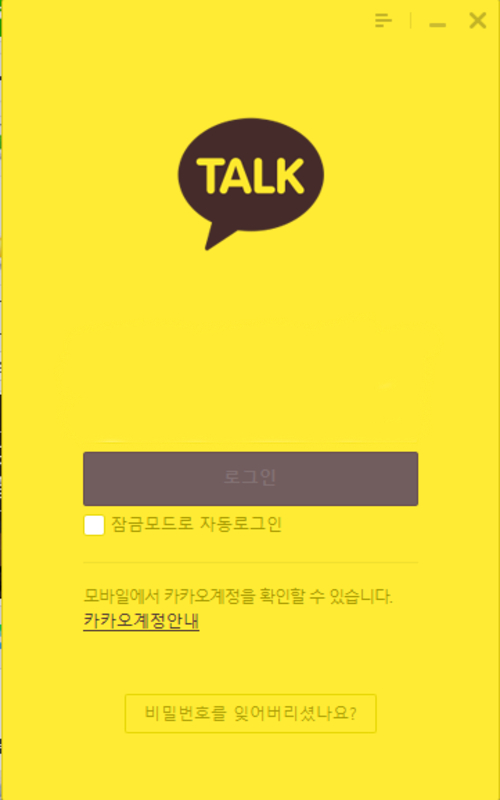 TALK
로그인
잠금모드로 자동로그인
모바일에서 카카오계정을 확인할 수 있습니다.
카카오계정안내
비밀번호를 잊어버리셨나요?